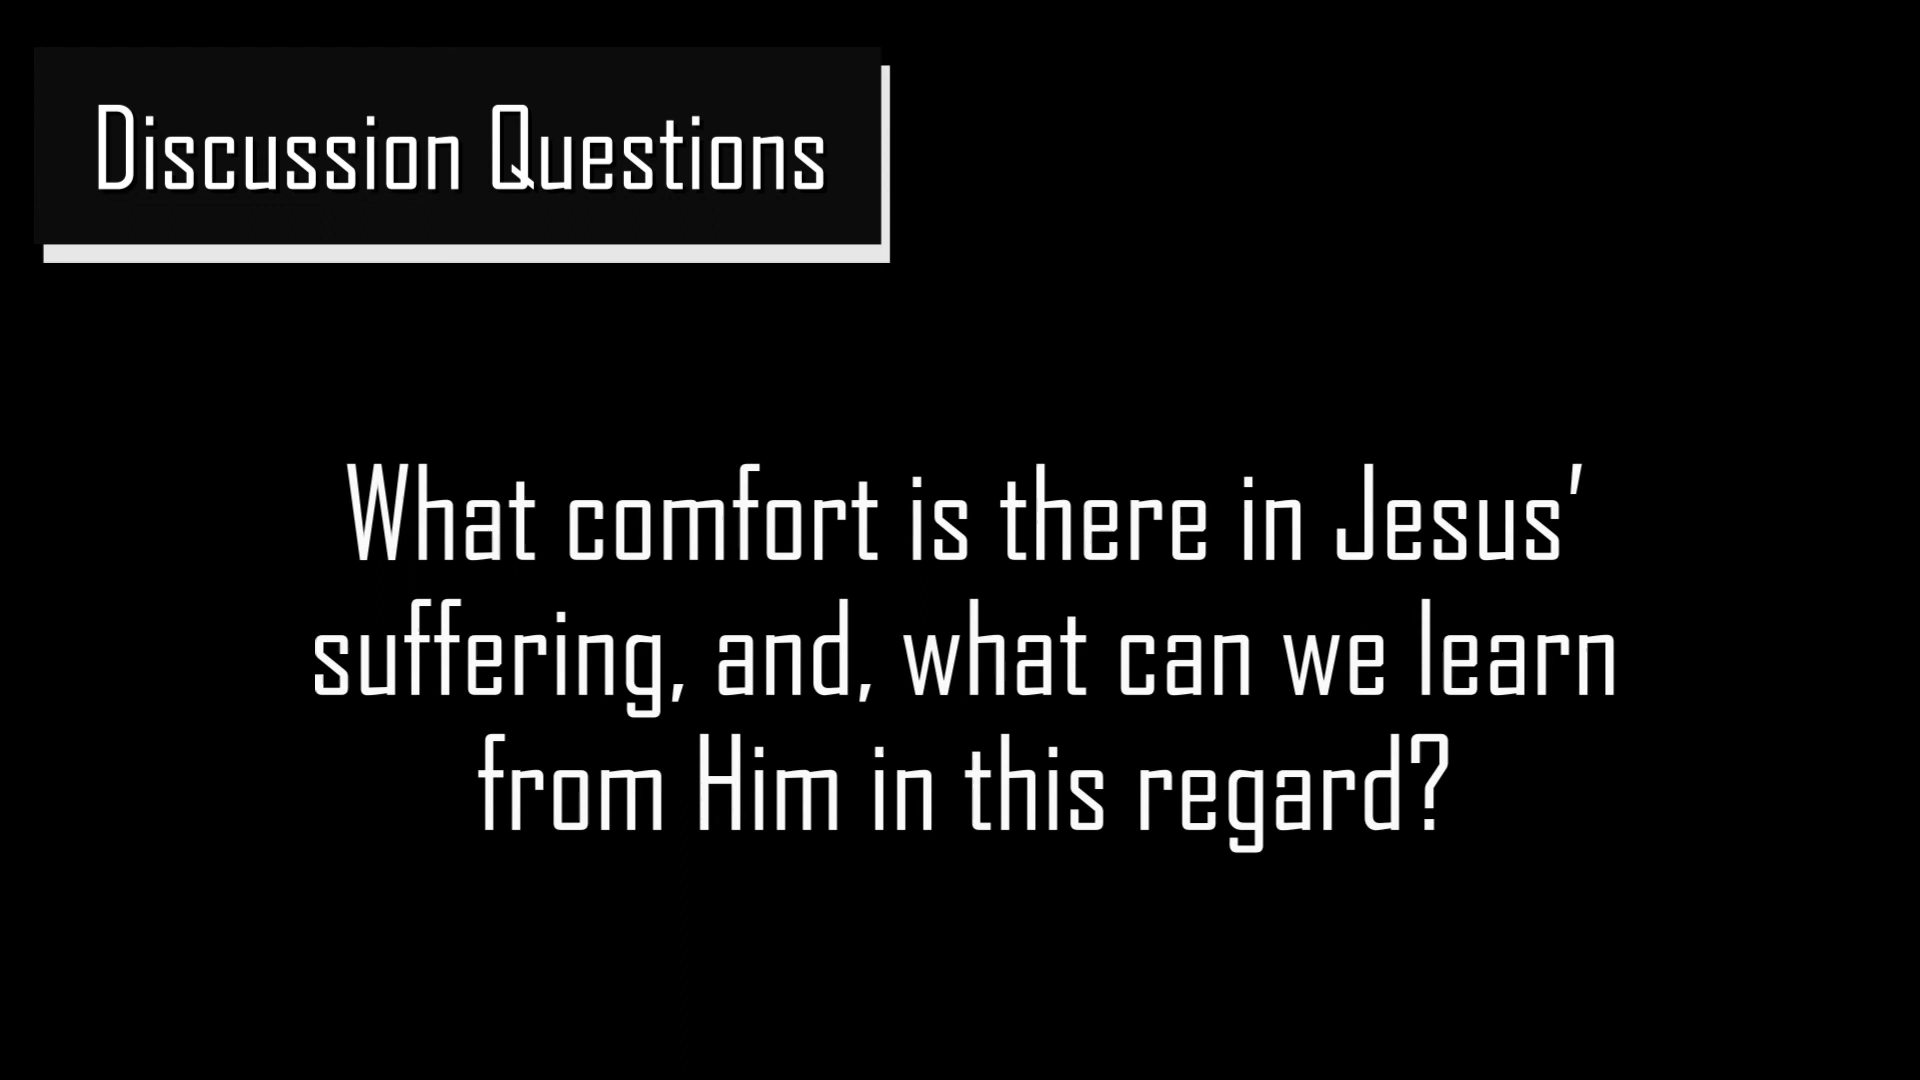 Discussion Questions
What comfort is there in Jesus'
suffering, and, what can we learn
from Him in this regard?